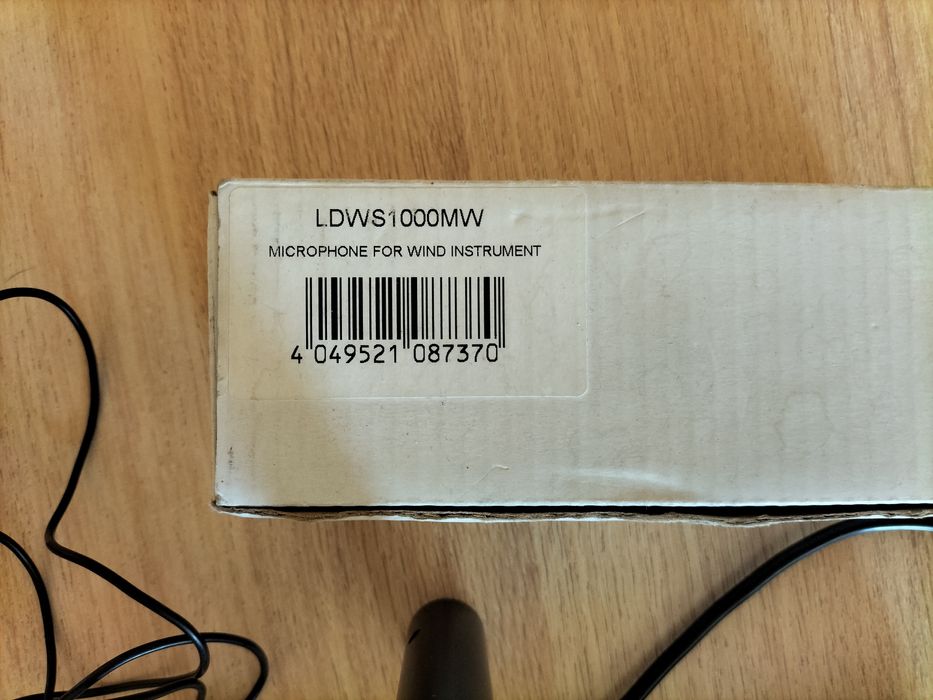 LDWS1000MW
MICROPHONE FOR WIND INSTRUMENT
4 049521 087370